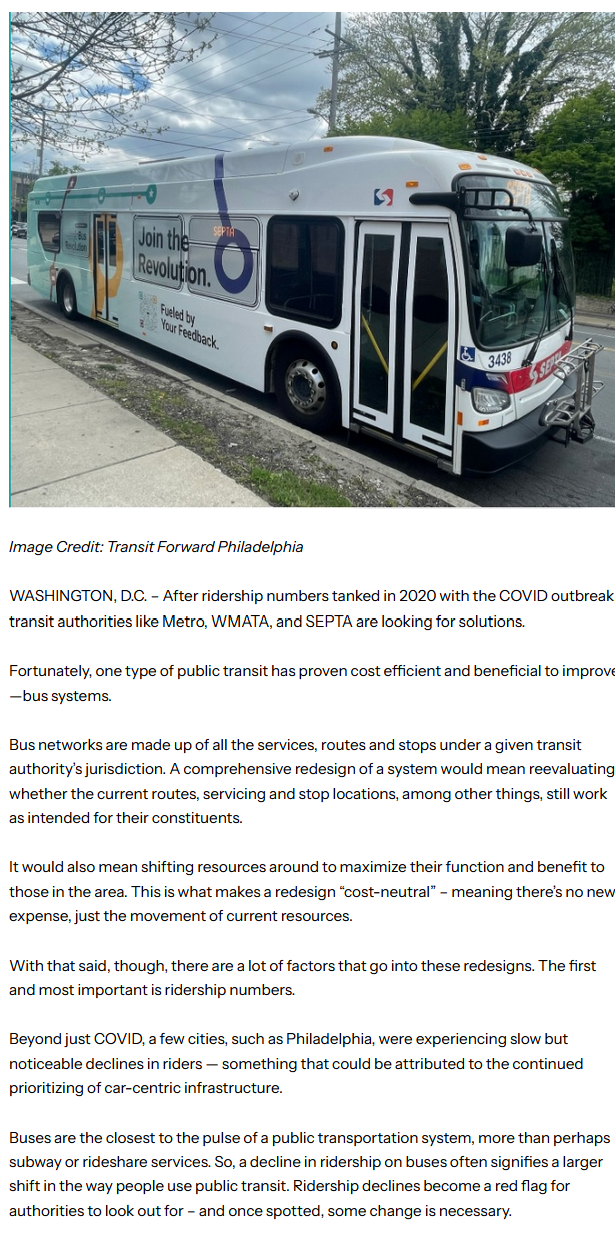 Bus
Revolution
Join the
Revolution.
SEPTA
Fueled by
Your Feedback.
3438
SEPTA
Image Credit: Transit Forward Philadelphia
WASHINGTON, D.C. – After ridership numbers tanked in 2020 with the COVID outbreak
transit authorities like Metro, WMATA, and SEPTA are looking for solutions.
Fortunately, one type of public transit has proven cost efficient and beneficial to improve
—bus systems.
Bus networks are made up of all the services, routes and stops under a given transit
authority’s jurisdiction. A comprehensive redesign of a system would mean reevaluating
whether the current routes, servicing and stop locations, among other things, still work
as intended for their constituents.
It would also mean shifting resources around to maximize their function and benefit to
those in the area. This is what makes a redesign “cost-neutral” – meaning there’s no new
expense, just the movement of current resources.
With that said, though, there are a lot of factors that go into these redesigns. The first
and most important is ridership numbers.
Beyond just COVID, a few cities, such as Philadelphia, were experiencing slow but
noticeable declines in riders — something that could be attributed to the continued
prioritizing of car-centric infrastructure.
Buses are the closest to the pulse of a public transportation system, more than perhaps
subway or rideshare services. So, a decline in ridership on buses often signifies a larger
shift in the way people use public transit. Ridership declines become a red flag for
authorities to look out for – and once spotted, some change is necessary.